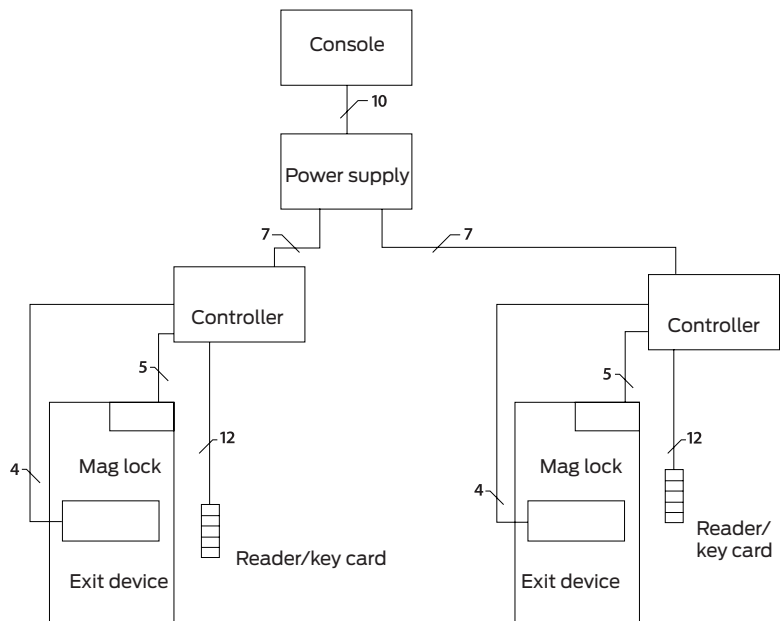 Console
10
Power supply
7
7
Controller
Controller
5
5
12
12
4
Mag lock
4
Mag lock
Reader/key card
Reader/
key card
Exit device
Exit device